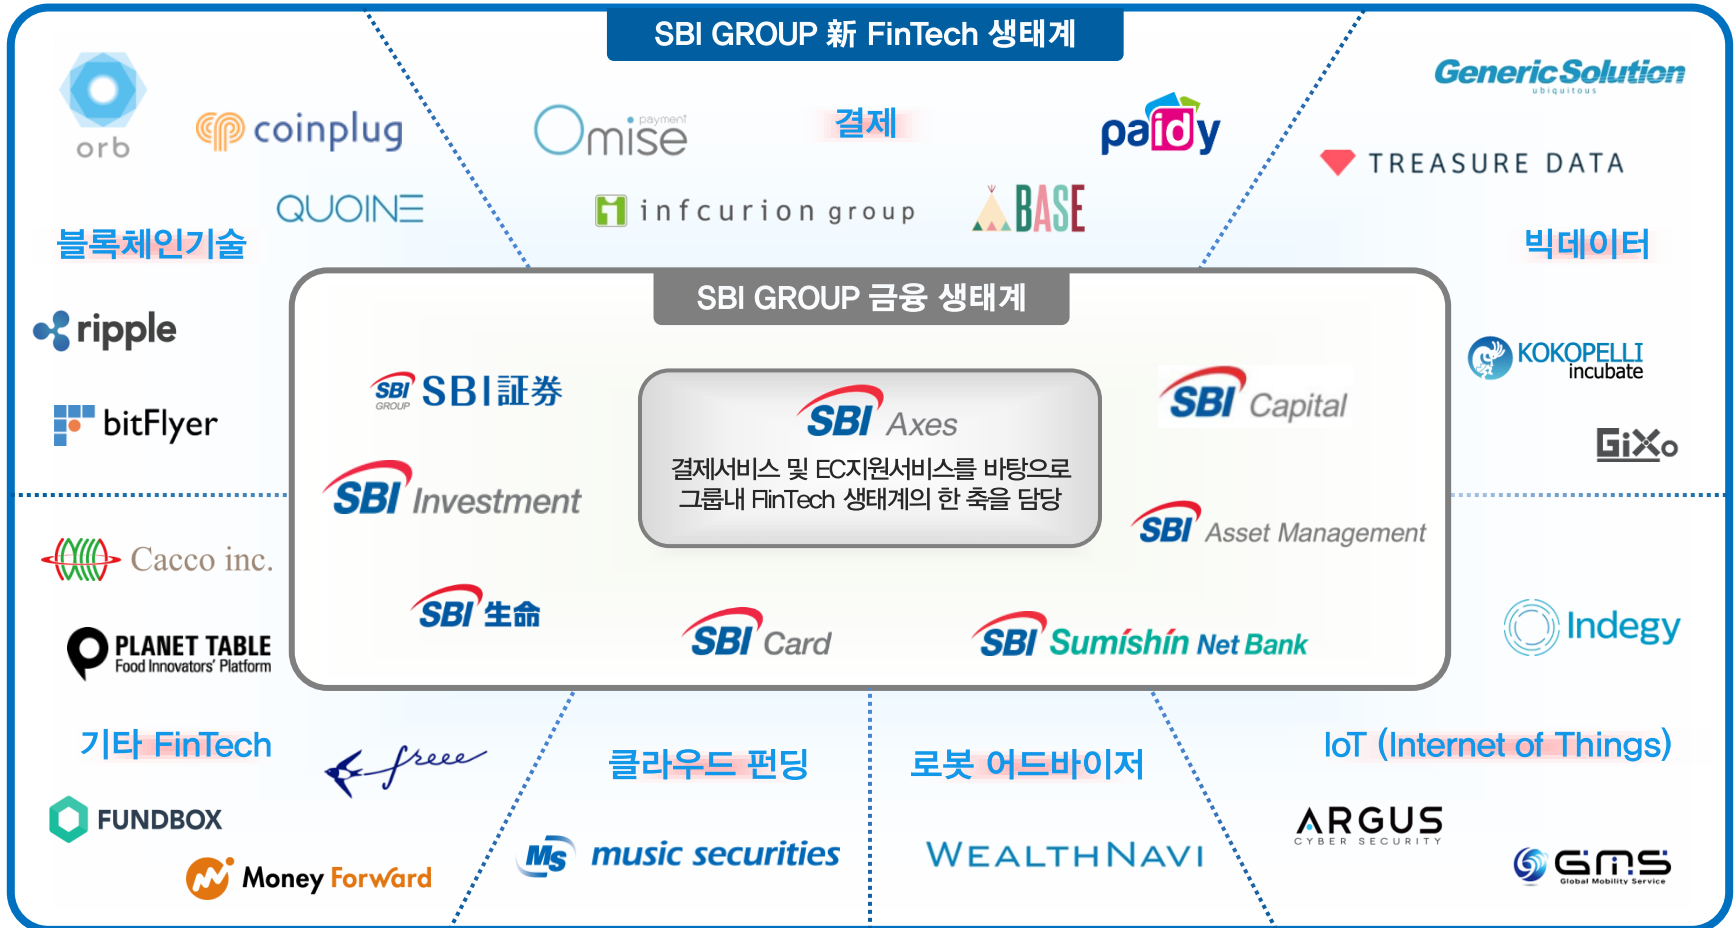 SBI GROUP 新 FinTech 생태계
orb
coinplug
QUOINE
블록체인기술
ripple
bitFlyer
Omise payment
결제
paidy
infcurion group
BASE
Generic Solution
ubiquitous
TREASURE DATA
빅데이터
KOKOPELLI
incubate
GiXo
SBI GROUP 금융 생태계
SBI GROUP SBI証券
SBI Investment
SBI生命
SBI Axes
결제서비스 및 EC지원서비스를 바탕으로
그룹내 FlinTech 생태계의 한 축을 담당
SBI Capital
SBI Asset Management
SBI Card
SBI Sumishin Net Bank
Cacco inc.
PLANET TABLE
Food Innovators' Platform
기타 FinTech
freee
FUNDBOX
Money Forward
클라우드 펀딩
MS music securities
로봇 어드바이저
WEALTHNAVI
Indegy
IoT (Internet of Things)
ARGUS
CYBER SECURITY
GMS
Global Mobility Service